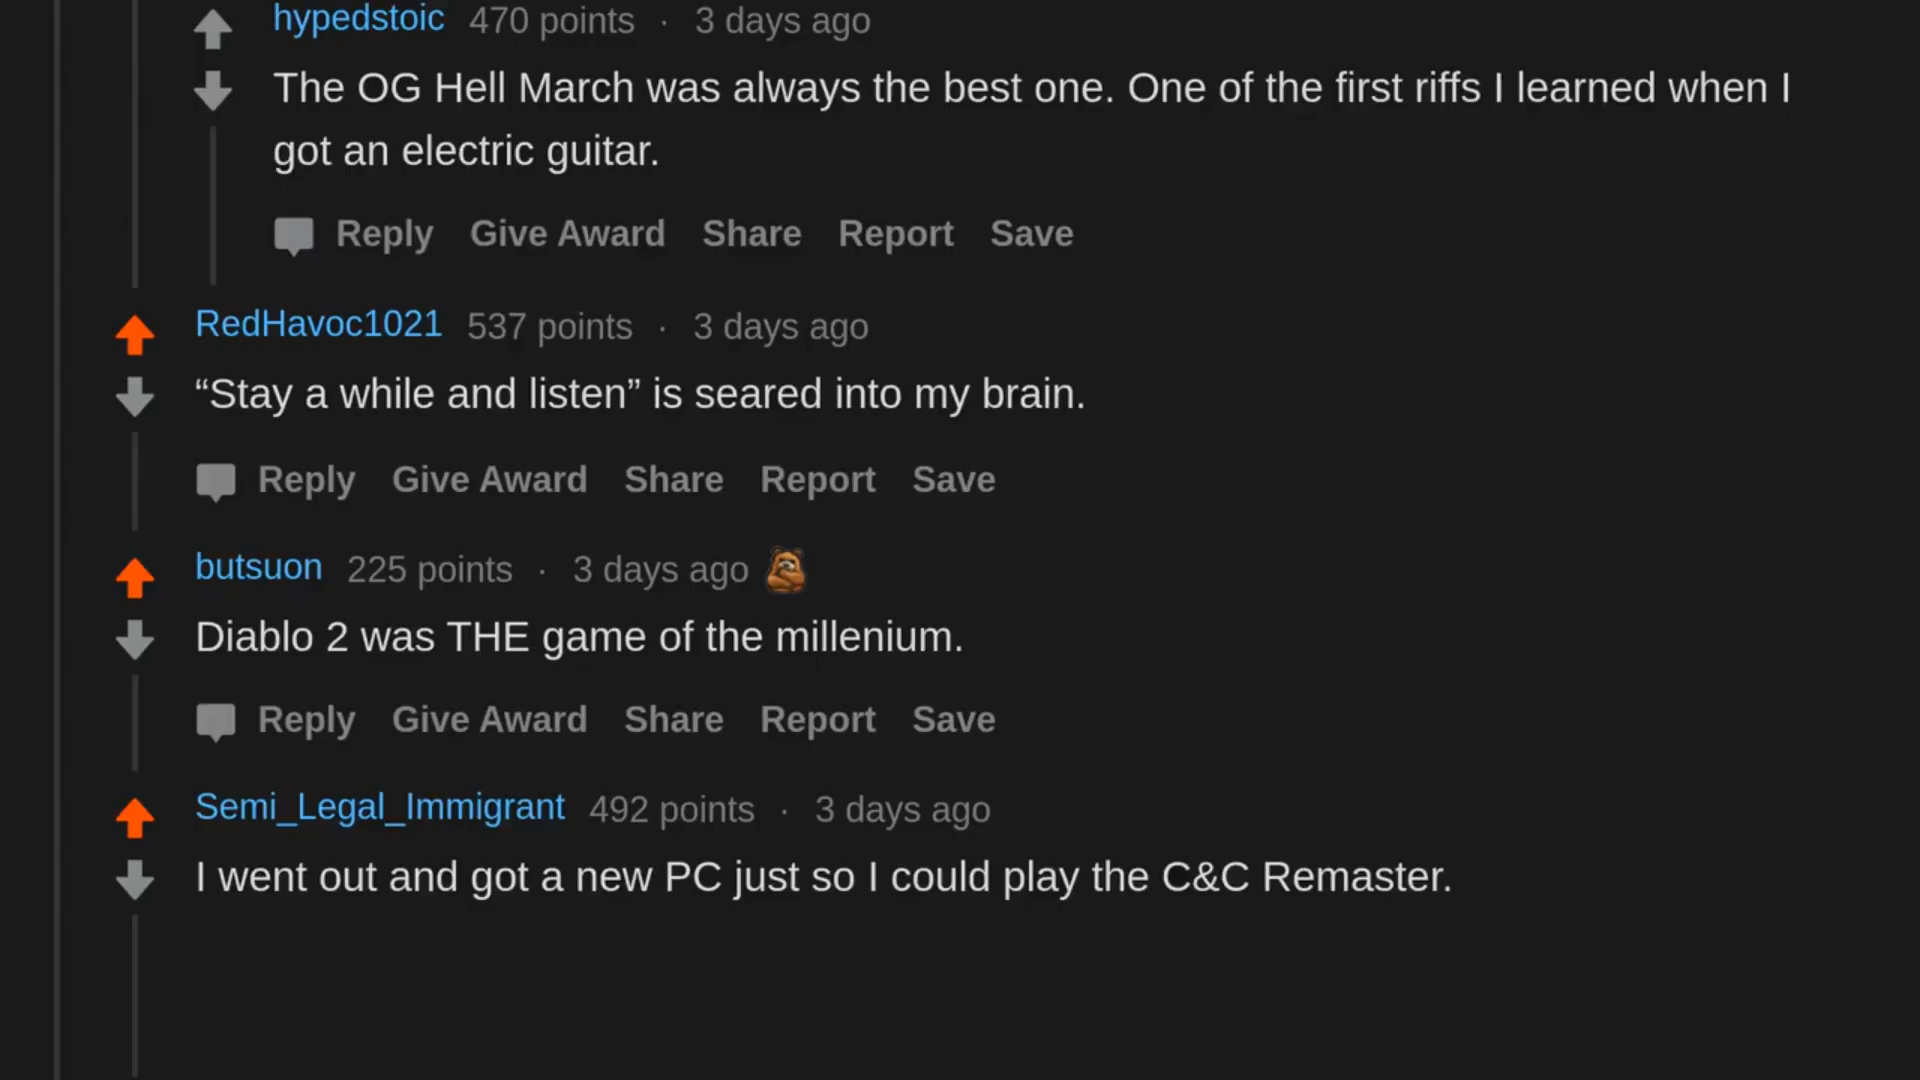 hypedstoic 470 points · 3 days ago
The OG Hell March was always the best one. One of the first riffs I learned when I
got an electric guitar.
Reply Give Award Share Report Save
RedHavoc1021 537 points · 3 days ago
“Stay a while and listen” is seared into my brain.
Reply Give Award Share Report Save
butsuon 225 points · 3 days ago
Diablo 2 was THE game of the millenium.
Reply Give Award Share Report Save
Semi_Legal_Immigrant 492 points · 3 days ago
I went out and got a new PC just so I could play the C&C Remaster.